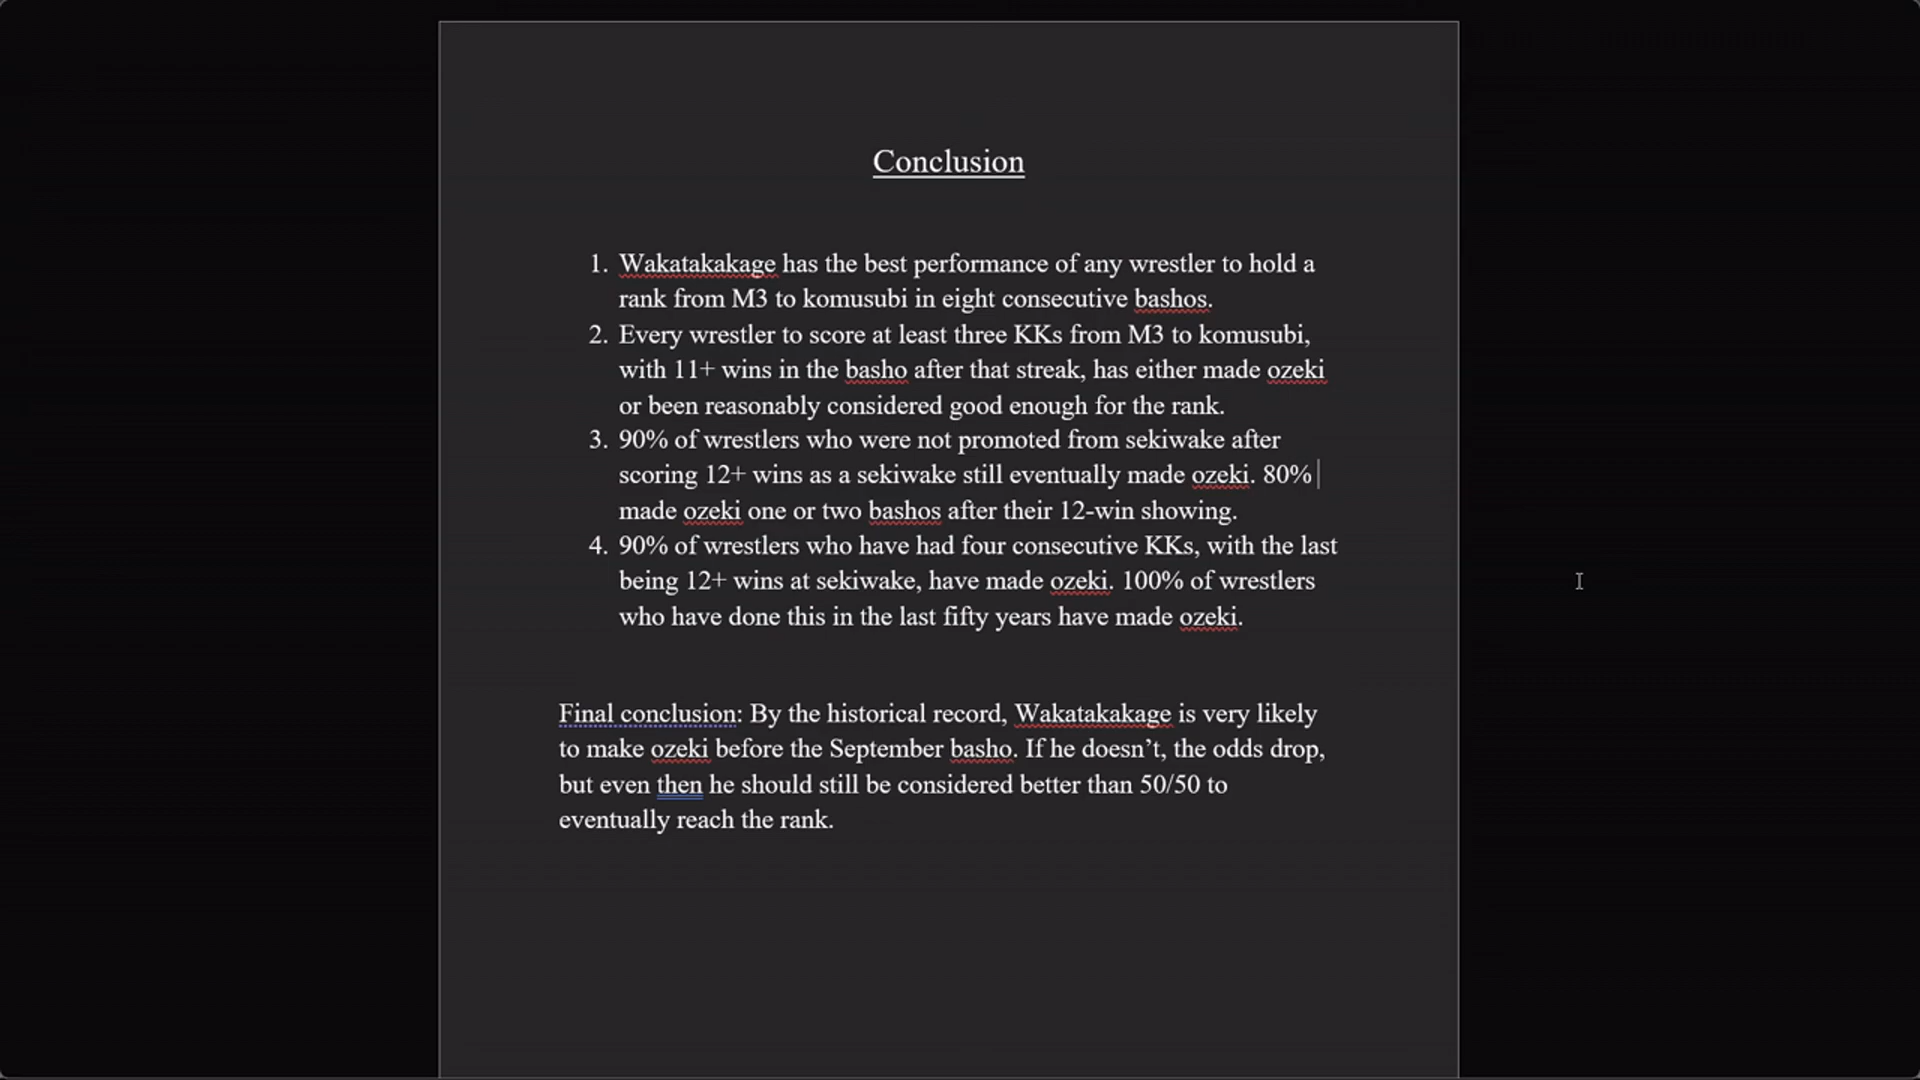 Conclusion
1. Wakatakakage has the best performance of any wrestler to hold a
rank from M3 to komusubi in eight consecutive bashos.
2. Every wrestler to score at least three KKs from M3 to komusubi,
with 11+ wins in the basho after that streak, has either made ozeki
or been reasonably considered good enough for the rank.
3. 90% of wrestlers who were not promoted from sekiwake after
scoring 12+ wins as a sekiwake still eventually made ozeki. 80%
made ozeki one or two bashos after their 12-win showing.
4. 90% of wrestlers who have had four consecutive KKs, with the last
being 12+ wins at sekiwake, have made ozeki. 100% of wrestlers
who have done this in the last fifty years have made ozeki.
Final conclusion: By the historical record, Wakatakakage is very likely
to make ozeki before the September basho. If he doesn’t, the odds drop,
but even then he should still be considered better than 50/50 to
eventually reach the rank.